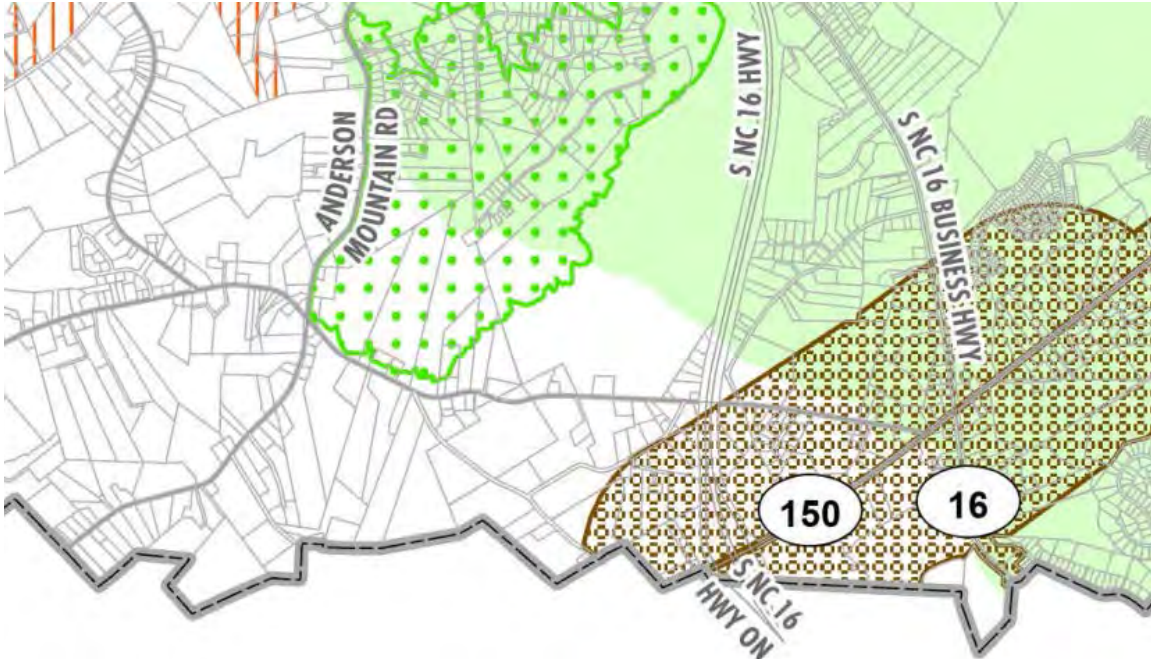 ANDERSON
MOUNTAIN RD
S NC 16 HWY
S NC 16 BUSINESS HWY
150
16
S NC 16
HWY ON